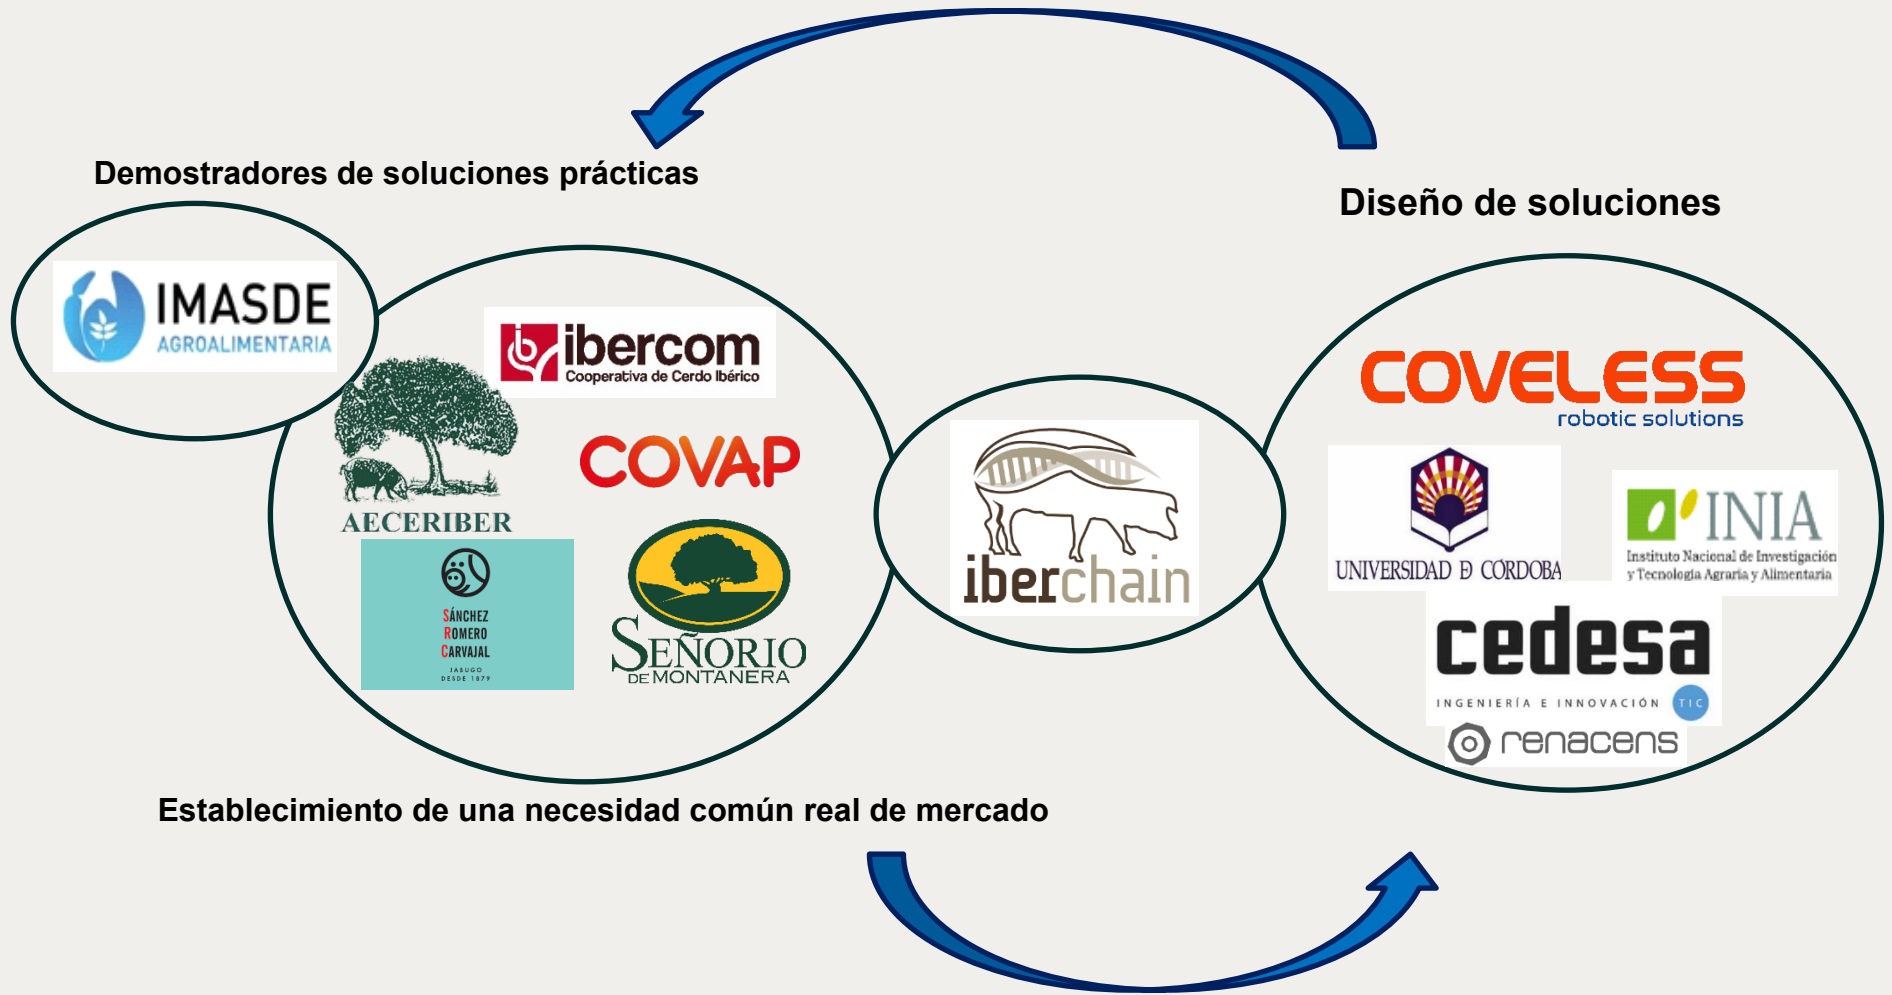 Demostradores de soluciones prácticas
Diseño de soluciones
IMASDE
AGROALIMENTARIA
ibercom
Cooperativa de Cerdo Ibérico
AECERIBER
COVAP
SÁNCHEZ
ROMERO
CARVAJAL
JABUGO
DESDE 1879
SEÑORIO
DE MONTANERA
iberchain
COVELESS
robotic solutions
UNIVERSIDAD Ð CÓRDOBA
INIA
Instituto Nacional de Investigación
y Tecnología Agraria y Alimentaria
cedesa
INGENIERÍA E INNOVACIÓN TIC
renacens
Establecimiento de una necesidad común real de mercado